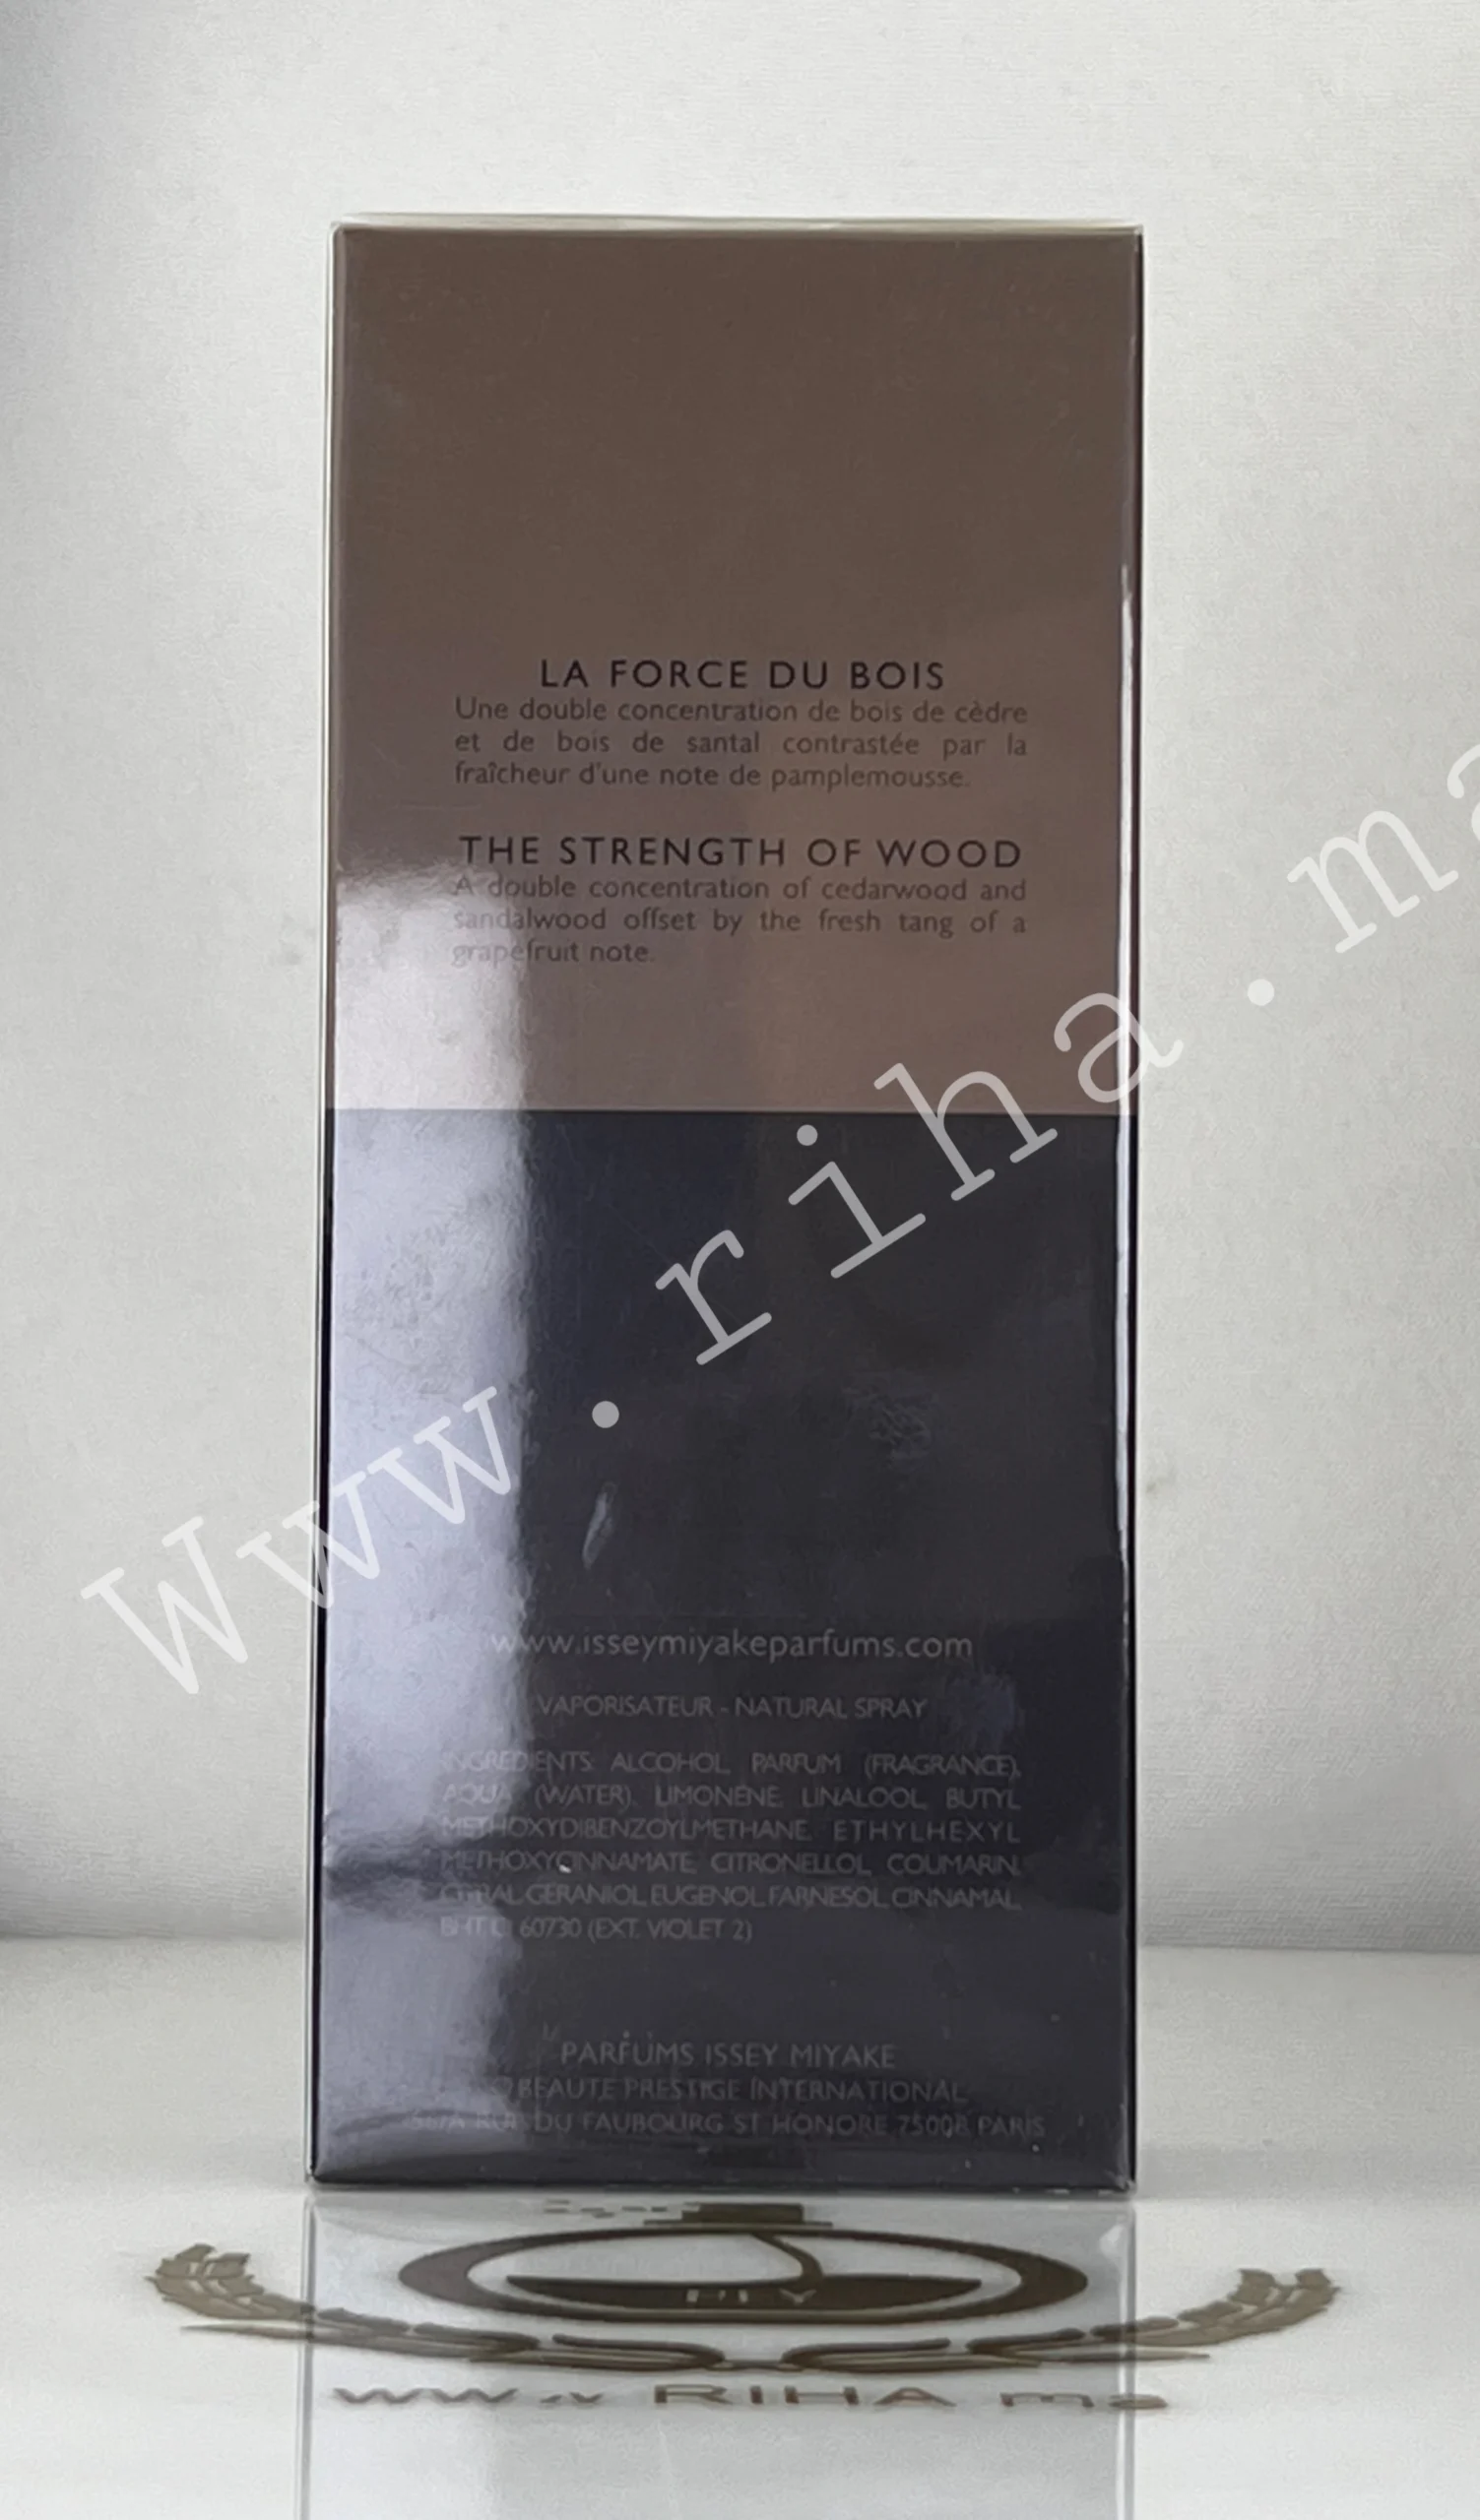 LA FORCE DU BOIS
Une double concentration de bois de cèdre
et de bois de santal contrastée par la
fraîcheur d'une note de pamplemousse.
THE STRENGTH OF WOOD
A double concentration of cedarwood and
sandalwood offset by the fresh tang of a
grapefruit note.
www.riha.ma
www.isseymiyakeparfums.com
VAPORISATEUR - NATURAL SPRAY
INGREDIENTS: ALCOHOL, PARFUM (FRAGRANCE),
AQUA (WATER), LIMONENE, LINALOOL, BUTYL
METHOXYDIBENZOYLMETHANE, ETHYLHEXYL
METHOXYCINNAMATE, CITRONELLOL, COUMARIN,
CITRAL, GERANIOL, EUGENOL, FARNESOL, CINNAMAL,
BHT, CI 60730 (EXT. VIOLET 2)
PARFUMS ISSEY MIYAKE
BEAUTE PRESTIGE INTERNATIONAL
RUE DU FAUBOURG ST HONORE 75008 PARIS
www RIHA ma